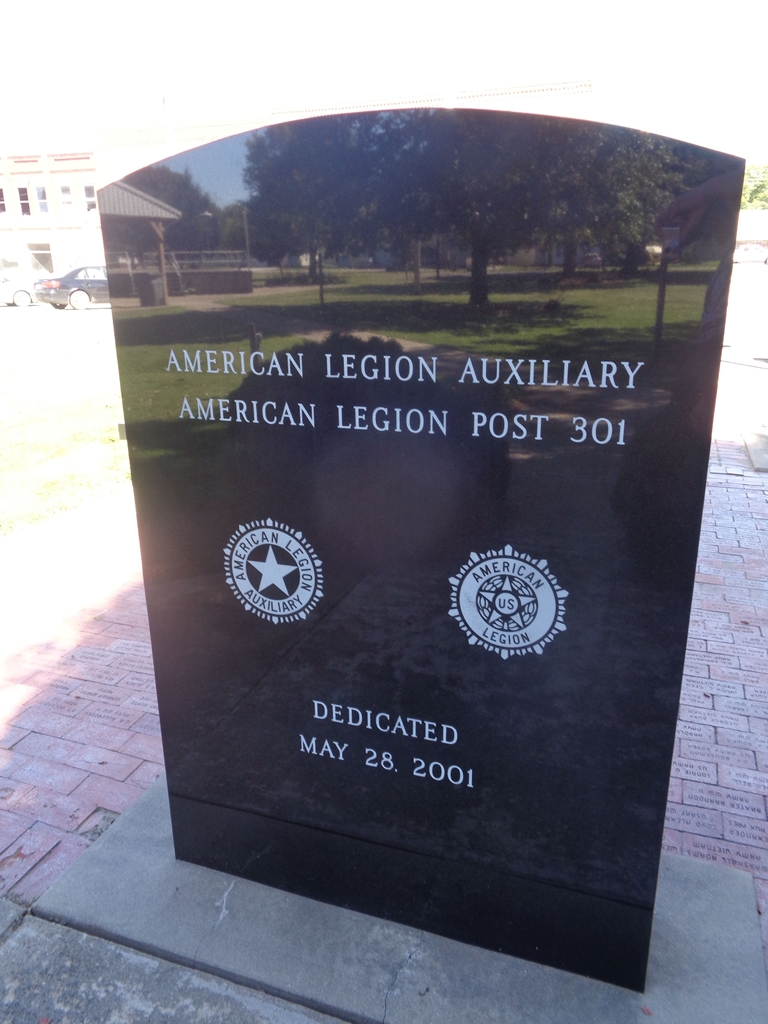 AMERICAN LEGION AUXILIARY
AMERICAN LEGION POST 301
AMERICAN LEGION
AUXILIARY
AMERICAN
US
LEGION
DEDICATED
MAY 28, 2001